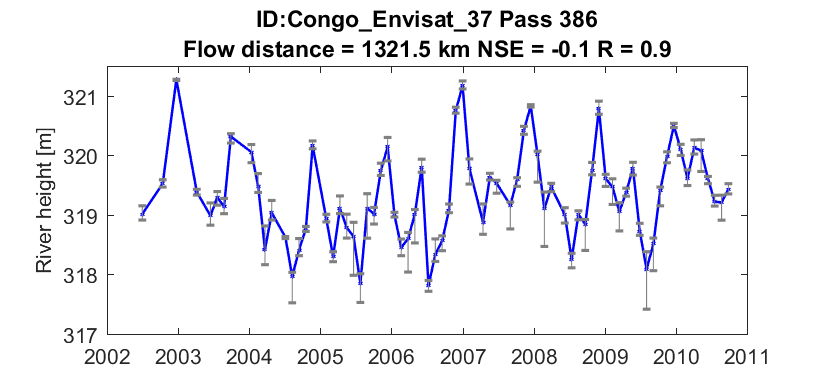 ID:Congo_Envisat_37 Pass 386
Flow distance = 1321.5 km NSE = -0.1 R = 0.9
River height [m]
321
320
319
318
317
2002 2003 2004 2005 2006 2007 2008 2009 2010 2011